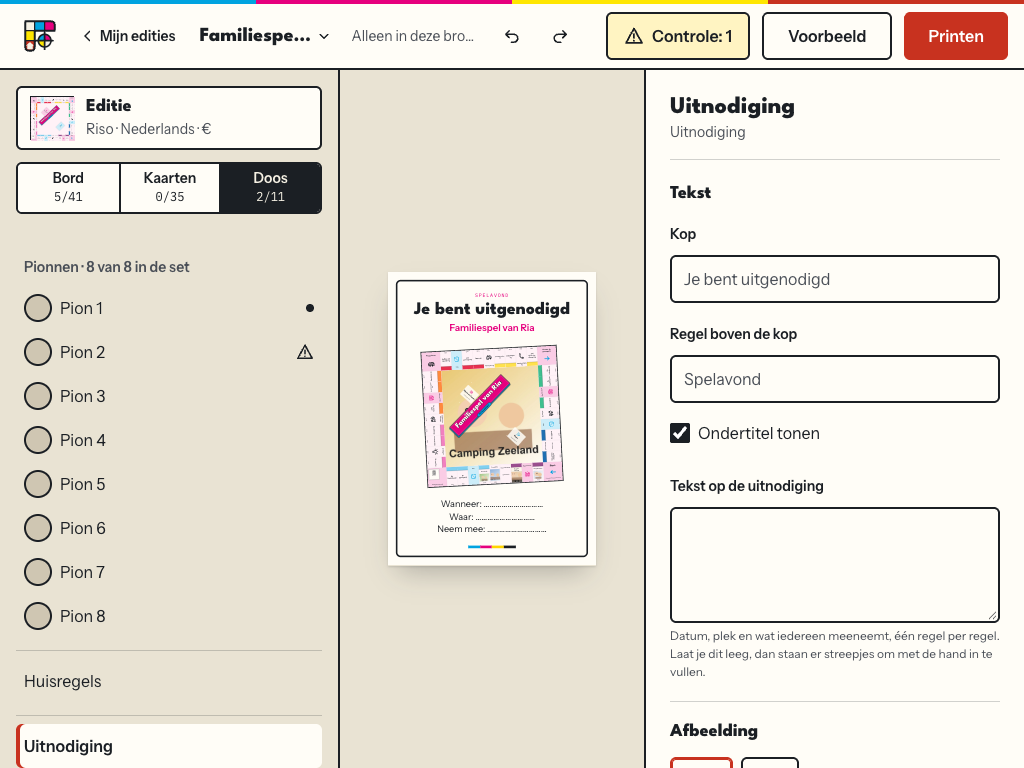 Mijn edities
Familiespe...
Alleen in deze bro...
Controle: 1
Voorbeeld
Printen
Editie
Riso · Nederlands · €
Bord
5/41
Kaarten
0/35
Doos
2/11
Pionnen · 8 van 8 in de set
Pion 1
Pion 2
Pion 3
Pion 4
Pion 5
Pion 6
Pion 7
Pion 8
Huisregels
Uitnodiging
SPELAVOND
Je bent uitgenodigd
Familiespel van Ria
Familiespel van Ria
Camping Zeeland
Wanneer: ........................
Waar: ........................
Neem mee: ........................
Uitnodiging
Uitnodiging
Tekst
Kop
Je bent uitgenodigd
Regel boven de kop
Spelavond
Ondertitel tonen
Tekst op de uitnodiging
Datum, plek en wat iedereen meeneemt, één regel per regel.
Laat je dit leeg, dan staan er streepjes om met de hand in te
vullen.
Afbeelding